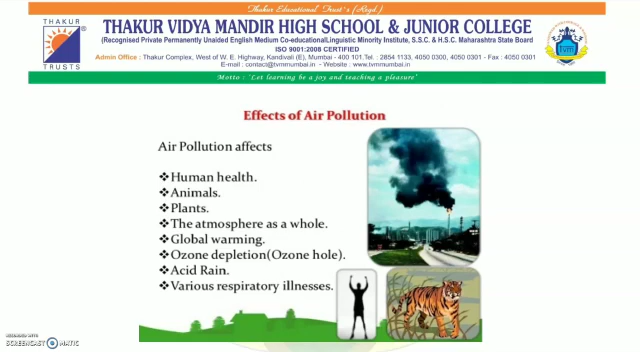 Thakur Educational Trust's (Regd.)
THAKUR
TRUSTS
THAKUR VIDYA MANDIR HIGH SCHOOL & JUNIOR COLLEGE
(Recognised Private Permanently Unaided English Medium Co-educational,Linguistic Minority Institute, S.S.C. & H.S.C. Maharashtra State Board
ISO 9001:2008 CERTIFIED
Admin Office : Thakur Complex, West of W. E. Highway, Kandivali (E), Mumbai - 400 101.Tel. : 2854 1133, 4050 0300, 4050 0301 - Fax : 4050 0301
E-mail : contact@tvmmumbai.in - Website : www.tvmmumbai.in
Motto : "Let learning be a joy and teaching a pleasure"
Effects of Air Pollution
Air Pollution affects
❖Human health.
❖Animals.
❖Plants.
❖The atmosphere as a whole.
❖Global warming.
❖Ozone depletion(Ozone hole).
❖Acid Rain.
❖Various respiratory illnesses.
RECORDED WITH
SCREENCAST MATIC